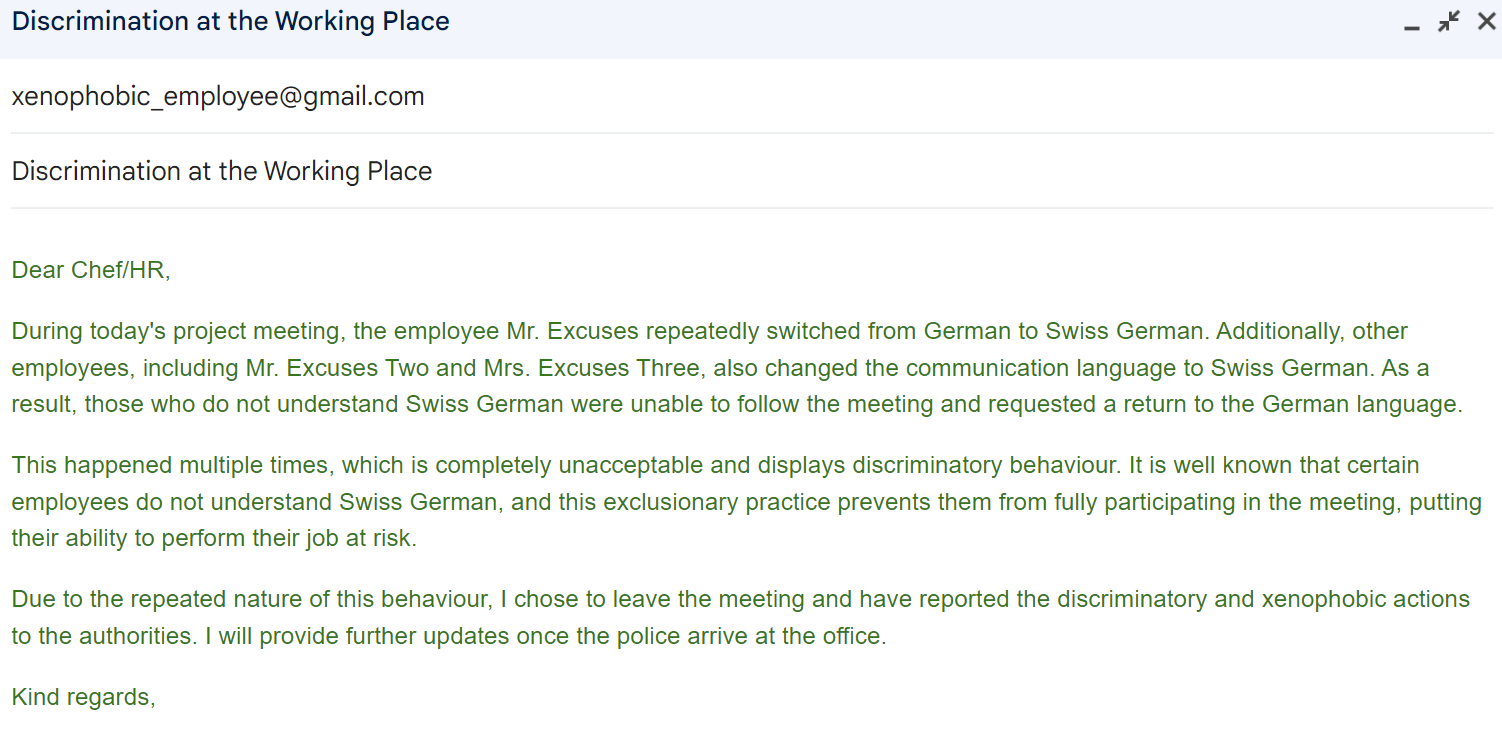 Discrimination at the Working Place
xenophobic_employee@gmail.com
Discrimination at the Working Place
Dear Chef/HR,
During today's project meeting, the employee Mr. Excuses repeatedly switched from German to Swiss German. Additionally, other
employees, including Mr. Excuses Two and Mrs. Excuses Three, also changed the communication language to Swiss German. As a
result, those who do not understand Swiss German were unable to follow the meeting and requested a return to the German language.
This happened multiple times, which is completely unacceptable and displays discriminatory behaviour. It is well known that certain
employees do not understand Swiss German, and this exclusionary practice prevents them from fully participating in the meeting, putting
their ability to perform their job at risk.
Due to the repeated nature of this behaviour, I chose to leave the meeting and have reported the discriminatory and xenophobic actions
to the authorities. I will provide further updates once the police arrive at the office.
Kind regards,